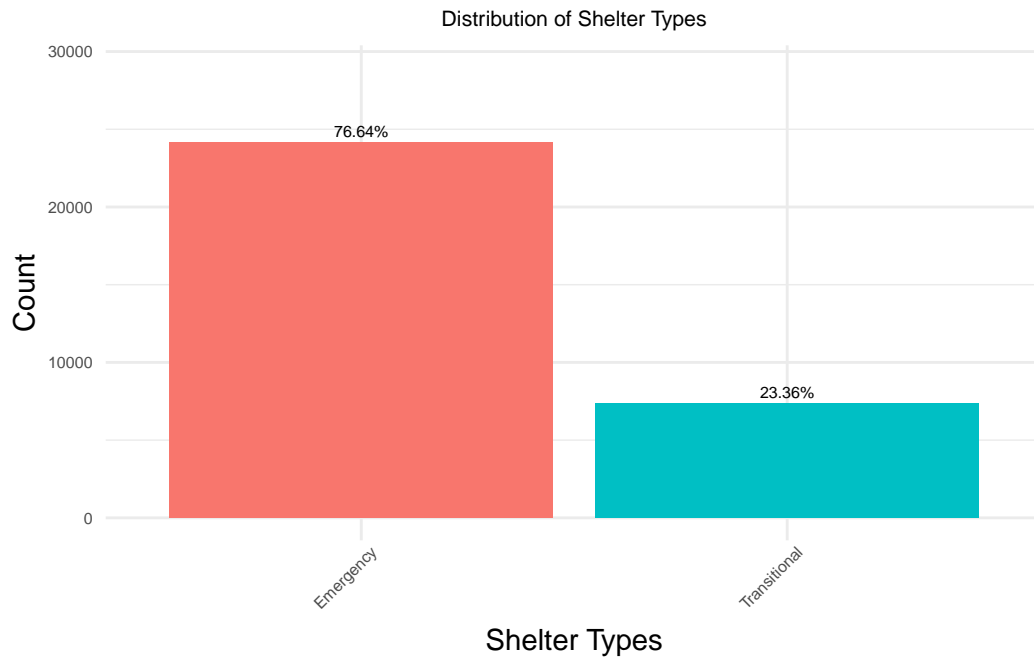 Distribution of Shelter Types
30000
20000
10000
0
Count
76.64%
23.36%
Emergency
Transitional
Shelter Types